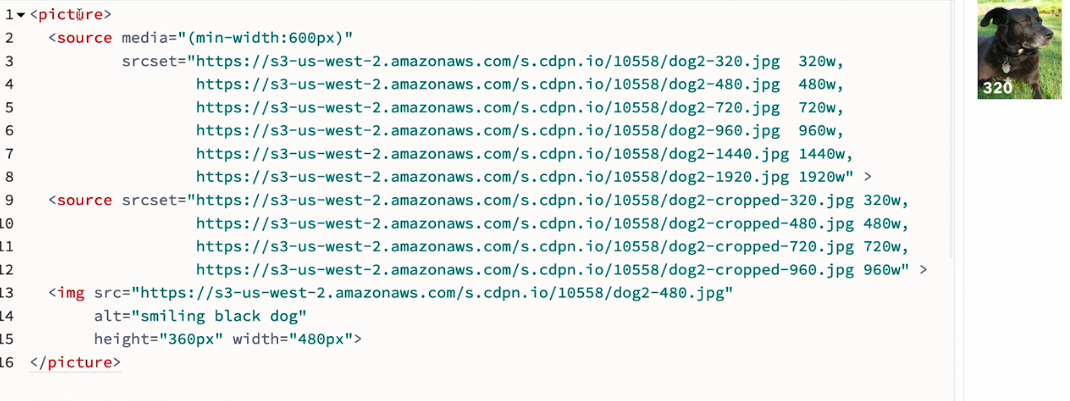 1 <picture>
2 <source media="(min-width:600px)"
3 srcset="https://s3-us-west-2.amazonaws.com/s.cdpn.io/10558/dog2-320.jpg 320w,
4 https://s3-us-west-2.amazonaws.com/s.cdpn.io/10558/dog2-480.jpg 480w,
5 https://s3-us-west-2.amazonaws.com/s.cdpn.io/10558/dog2-720.jpg 720w,
6 https://s3-us-west-2.amazonaws.com/s.cdpn.io/10558/dog2-960.jpg 960w,
7 https://s3-us-west-2.amazonaws.com/s.cdpn.io/10558/dog2-1440.jpg 1440w,
8 https://s3-us-west-2.amazonaws.com/s.cdpn.io/10558/dog2-1920.jpg 1920w" >
9 <source srcset="https://s3-us-west-2.amazonaws.com/s.cdpn.io/10558/dog2-cropped-320.jpg 320w,
10 https://s3-us-west-2.amazonaws.com/s.cdpn.io/10558/dog2-cropped-480.jpg 480w,
11 https://s3-us-west-2.amazonaws.com/s.cdpn.io/10558/dog2-cropped-720.jpg 720w,
12 https://s3-us-west-2.amazonaws.com/s.cdpn.io/10558/dog2-cropped-960.jpg 960w" >
13 <img src="https://s3-us-west-2.amazonaws.com/s.cdpn.io/10558/dog2-480.jpg"
14 alt="smiling black dog"
15 height="360px" width="480px">
16 </picture>
320